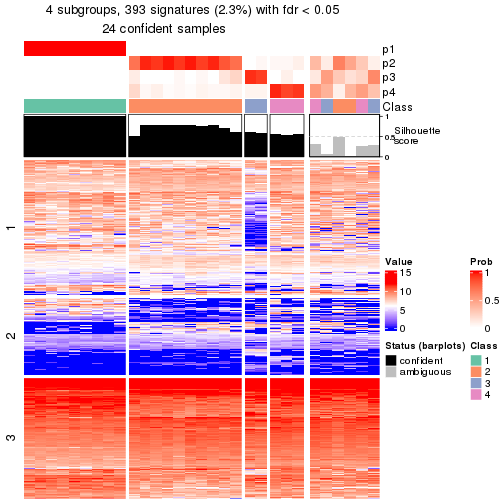 4 subgroups, 393 signatures (2.3%) with fdr < 0.05
24 confident samples
p1
p2
p3
p4
Class
1
0.5
0
Silhouette
score
1
2
3
Value
15
10
5
0
Prob
1
0.5
0
Status (barplots)
confident
ambiguous
Class
1
2
3
4